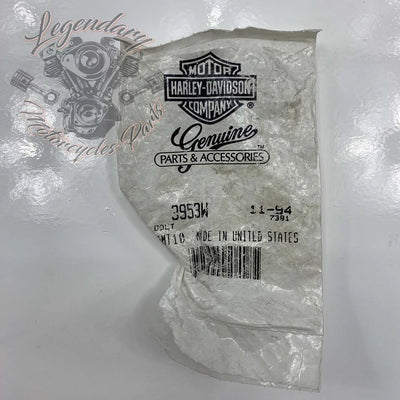 Legendary
Motorcycles Parts
MOTOR
HARLEY-DAVIDSON
COMPANY
®
Genuine
TM
PARTS & ACCESSORIES
3953W 11-94
7381
BOLT
MADE IN UNITED STATES